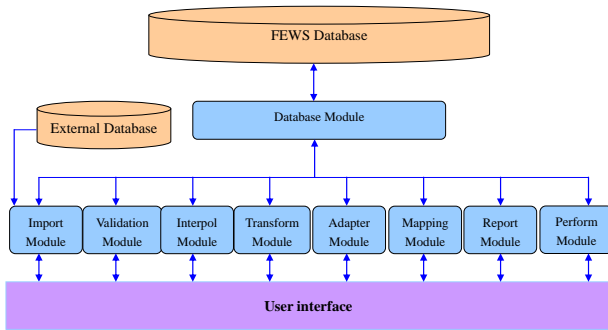 FEWS Database
External Database
Database Module
Import
Module
Validation
Module
Interpol
Module
Transform
Module
Adapter
Module
Mapping
Module
Report
Module
Perform
Module
User interface